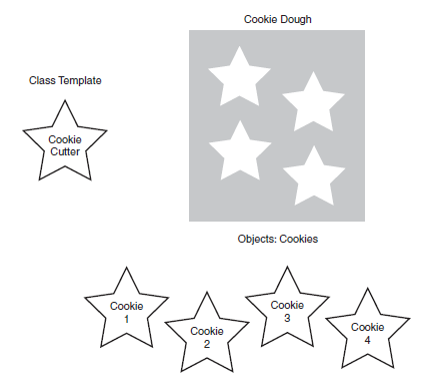 Cookie Dough
Class Template
Cookie
Cutter
Objects: Cookies
Cookie
1
Cookie
2
Cookie
3
Cookie
4